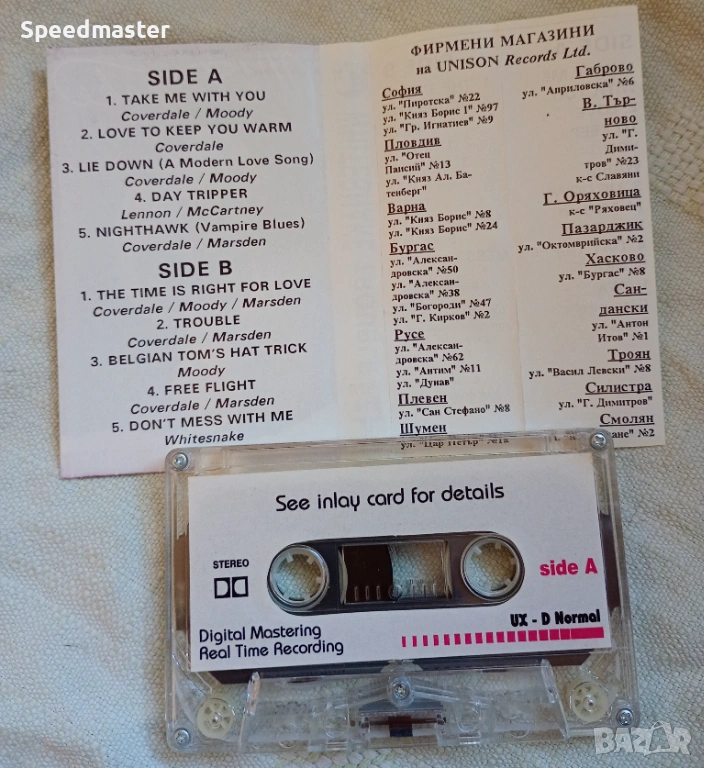 Speedmaster
SIDE A
1. TAKE ME WITH YOU
Coverdale / Moody
2. LOVE TO KEEP YOU WARM
Coverdale
3. LIE DOWN (A Modern Love Song)
Coverdale / Moody
4. DAY TRIPPER
Lennon / McCartney
5. NIGHTHAWK (Vampire Blues)
Coverdale / Marsden
SIDE B
1. THE TIME IS RIGHT FOR LOVE
Coverdale / Moody / Marsden
2. TROUBLE
Coverdale / Marsden
3. BELGIAN TOM'S HAT TRICK
Moody
4. FREE FLIGHT
Coverdale / Marsden
5. DON'T MESS WITH ME
Whitesnake
ФИРМЕНИ МАГАЗИНИ
на UNISON Records Ltd.
София
ул. "Пиротска" №22
ул. "Княз Борис I" №97
ул. "Гр. Игнатиев" №9
Пловдив
ул. "Отец
Паисий" №13
ул. "Княз Ал. Ба-
тенберг"
Варна
ул. "Княз Борис" №8
ул. "Княз Борис" №24
Бургас
ул. "Алексан-
дровска" №50
ул. "Алексан-
дровска" №38
ул. "Богороди" №47
ул. "Г. Кирков" №2
Русе
ул. "Алексан-
дровска" №62
ул. "Антим" №11
ул. "Дунав"
Плевен
ул. "Сан Стефано" №8
Шумен
ул. "Цар Петър"
Габрово
ул. "Априловска" №6
В. Тър-
ново
ул. "Г.
Дими-
тров" №23
к-с Славяни
Г. Оряховица
к-с "Ряховец"
Пазарджик
ул. "Октомврийска" №2
Хасково
ул. "Бургас" №8
Сан-
дански
ул. "Антон
Итов" №1
Троян
ул. "Васил Левски" №8
Силистра
ул. "Г. Димитров"
Смолян
№2
See inlay card for details
STEREO
side A
UX - D Normal
Digital Mastering
Real Time Recording
BAZAR